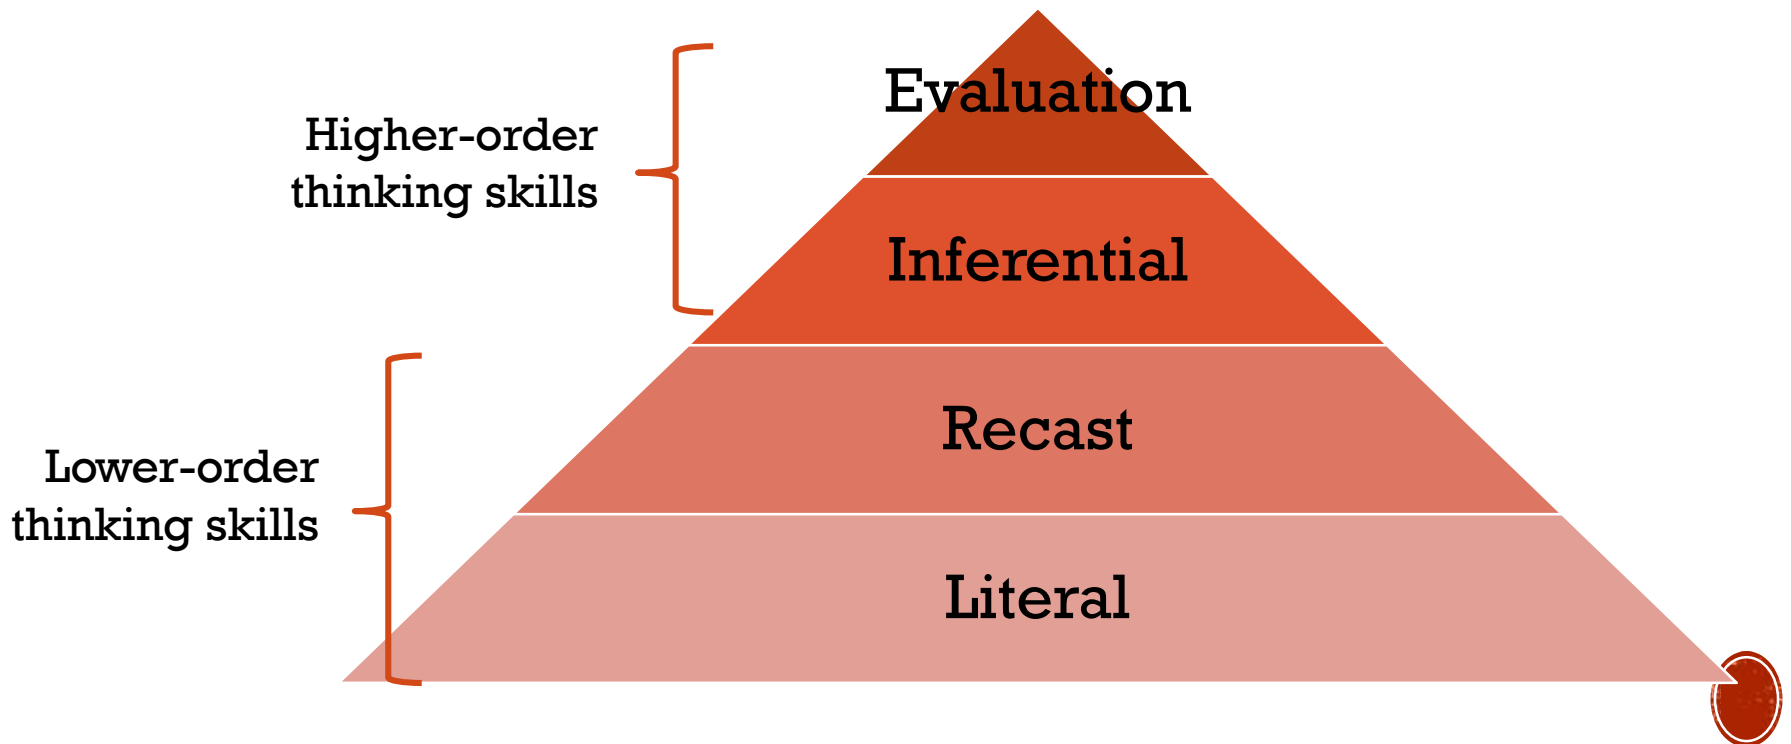 Evaluation
Higher-order
thinking skills
Inferential
Recast
Lower-order
thinking skills
Literal